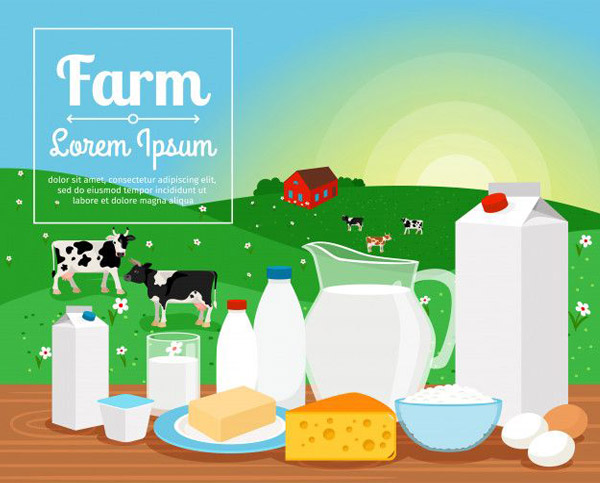 Farm
Lorem Ipsum
dolor sit amet, consectetur adipiscing elit,
sed do eiusmod tempor incididunt ut
labore et dolore magna aliqua